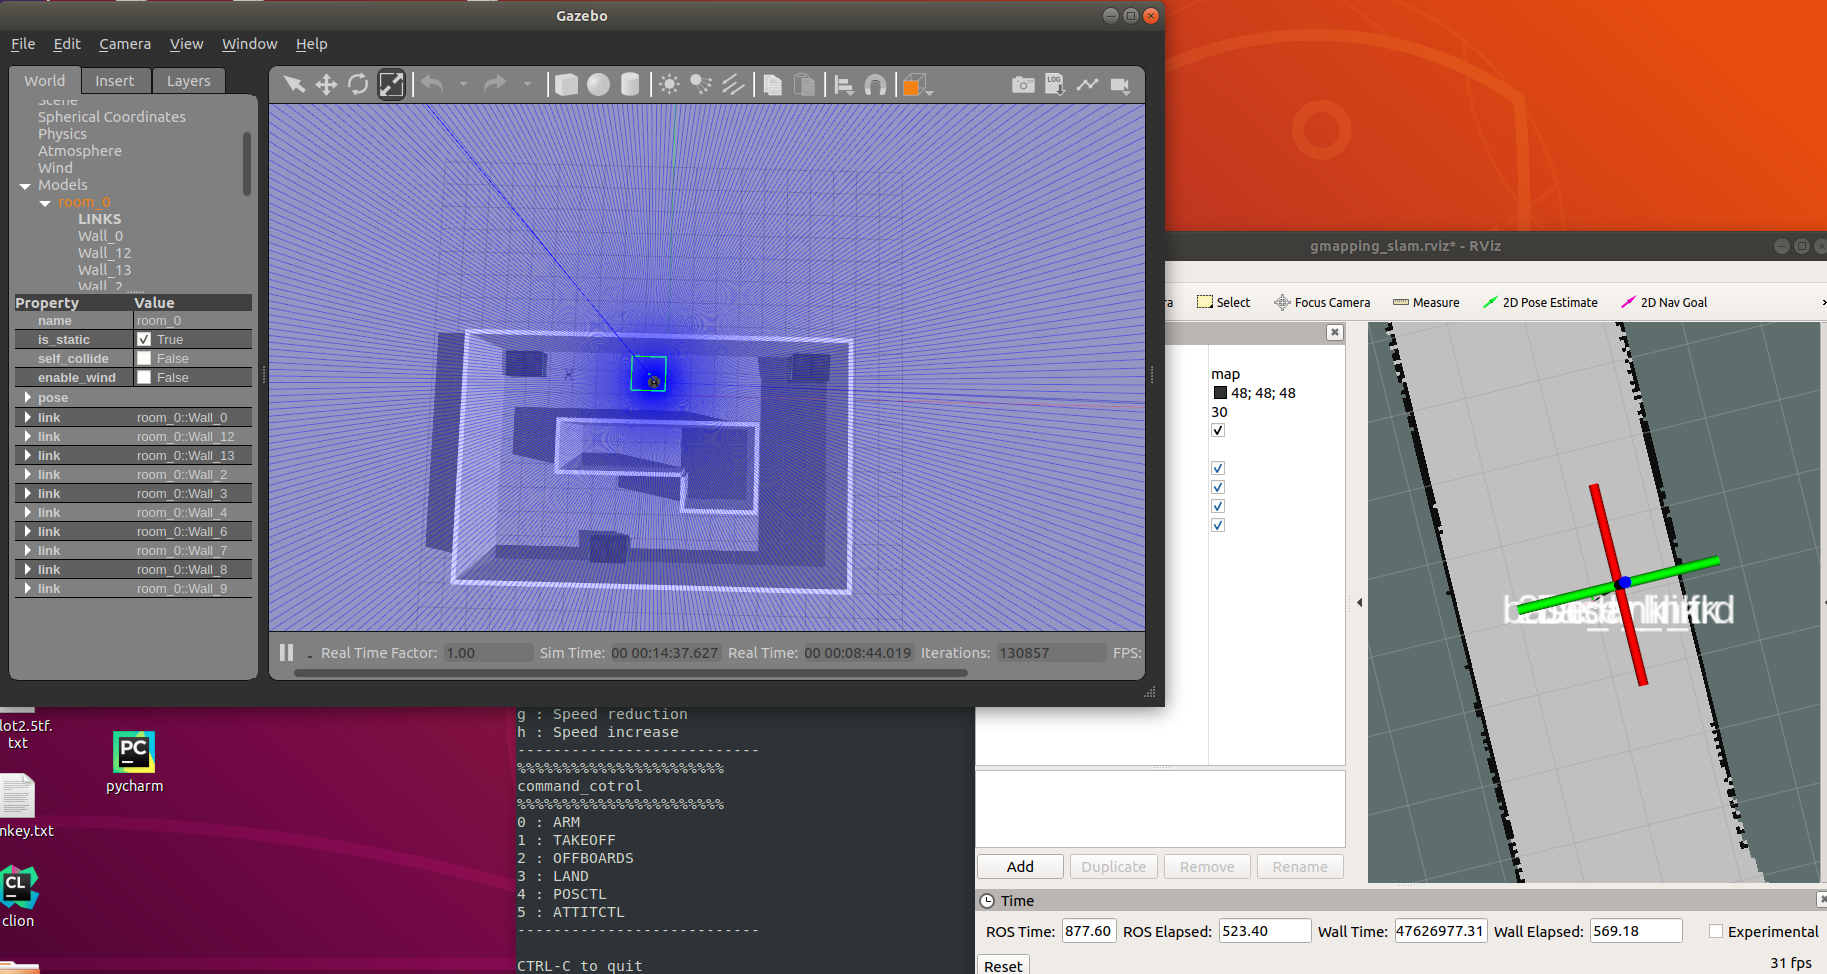 Gazebo
File Edit Camera View Window Help
World Insert Layers
Scene
Spherical Coordinates
Physics
Atmosphere
Wind
Models
room_0
LINKS
Wall_0
Wall_12
Wall_13
Wall_2
Property Value
name room_0
is_static True
self_collide False
enable_wind False
pose
link room_0::Wall_0
link room_0::Wall_12
link room_0::Wall_13
link room_0::Wall_2
link room_0::Wall_3
link room_0::Wall_4
link room_0::Wall_6
link room_0::Wall_7
link room_0::Wall_8
link room_0::Wall_9
LOG
Real Time Factor: 1.00 Sim Time: 00 00:14:37.627 Real Time: 00 00:08:44.019 Iterations: 130857 FPS:
gmapping_slam.rviz* - RViz
ra Select Focus Camera Measure 2D Pose Estimate 2D Nav Goal
map
48; 48; 48
30
Add Duplicate Remove Rename
Time
ROS Time: 877.60 ROS Elapsed: 523.40 Wall Time: 47626977.31 Wall Elapsed: 569.18 Experimental
Reset 31 fps
lot2.5tf.
txt
PC
pycharm
nkey.txt
CL
clion
g : Speed reduction
h : Speed increase
---------------------------
%%%%%%%%%%%%%%%%%%%%%%%
command_cotrol
%%%%%%%%%%%%%%%%%%%%%%%
0 : ARM
1 : TAKEOFF
2 : OFFBOARDS
3 : LAND
4 : POSCTL
5 : ATTITCTL
---------------------------
CTRL-C to quit